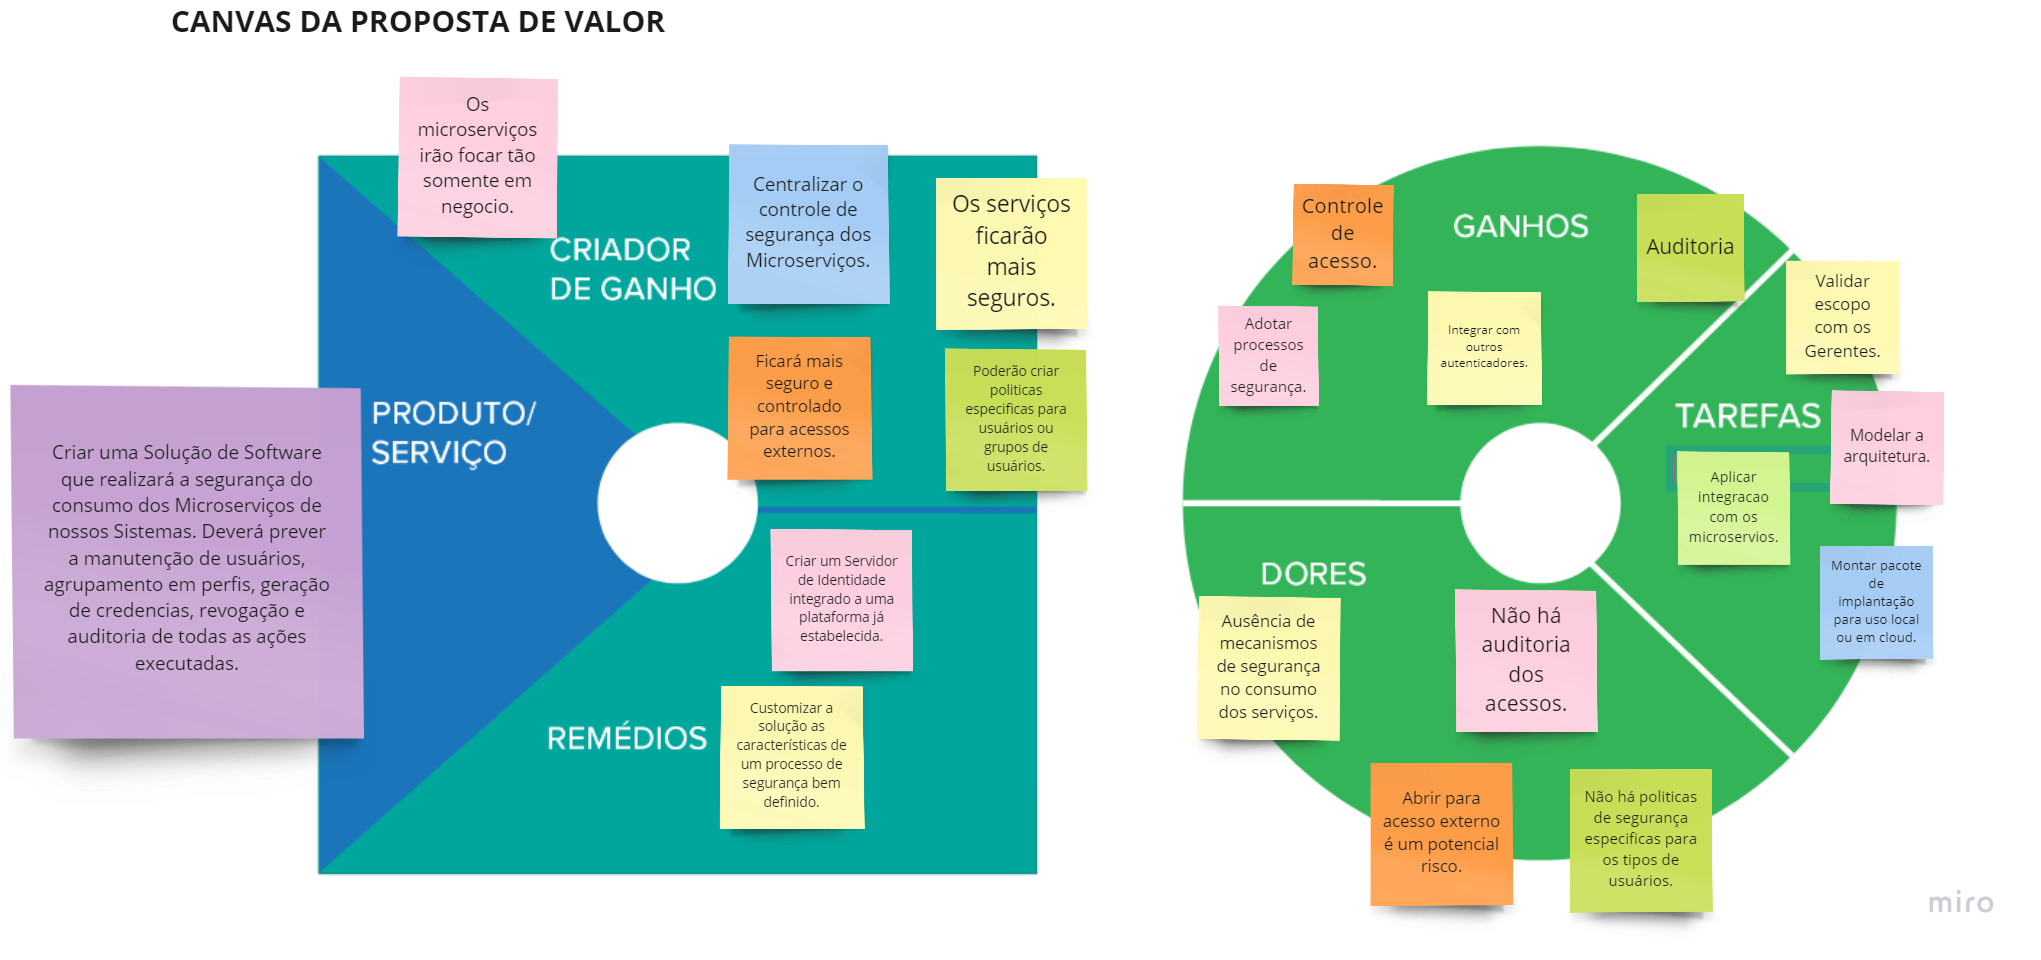 CANVAS DA PROPOSTA DE VALOR
Os
microserviços
irão focar tão
somente em
negocio.
CRIADOR
DE GANHO
Centralizar o
controle de
segurança dos
Microserviços.
Os serviços
ficarão
mais
seguros.
Ficará mais
seguro e
controlado
para acessos
externos.
Poderão criar
politicas
especificas para
usuários ou
grupos de
usuários.
PRODUTO/
SERVIÇO
Criar uma Solução de Software
que realizará a segurança do
consumo dos Microserviços de
nossos Sistemas. Deverá prever
a manutenção de usuários,
agrupamento em perfis, geração
de credencias, revogação e
auditoria de todas as ações
executadas.
Criar um Servidor
de Identidade
integrado a uma
plataforma já
estabelecida.
REMÉDIOS
Customizar a
solução as
características de
um processo de
segurança bem
definido.
GANHOS
Controle
de
acesso.
Auditoria
Adotar
processos
de
segurança.
Integrar com
outros
autenticadores.
Validar
escopo
com os
Gerentes.
TAREFAS
Modelar a
arquitetura.
Aplicar
integracao
com os
microservios.
Montar pacote
de
implantação
para uso local
ou em cloud.
DORES
Ausência de
mecanismos
de segurança
no consumo
dos serviços.
Não há
auditoria
dos
acessos.
Abrir para
acesso externo
é um potencial
risco.
Não há politicas
de segurança
especificas para
os tipos de
usuários.
miro